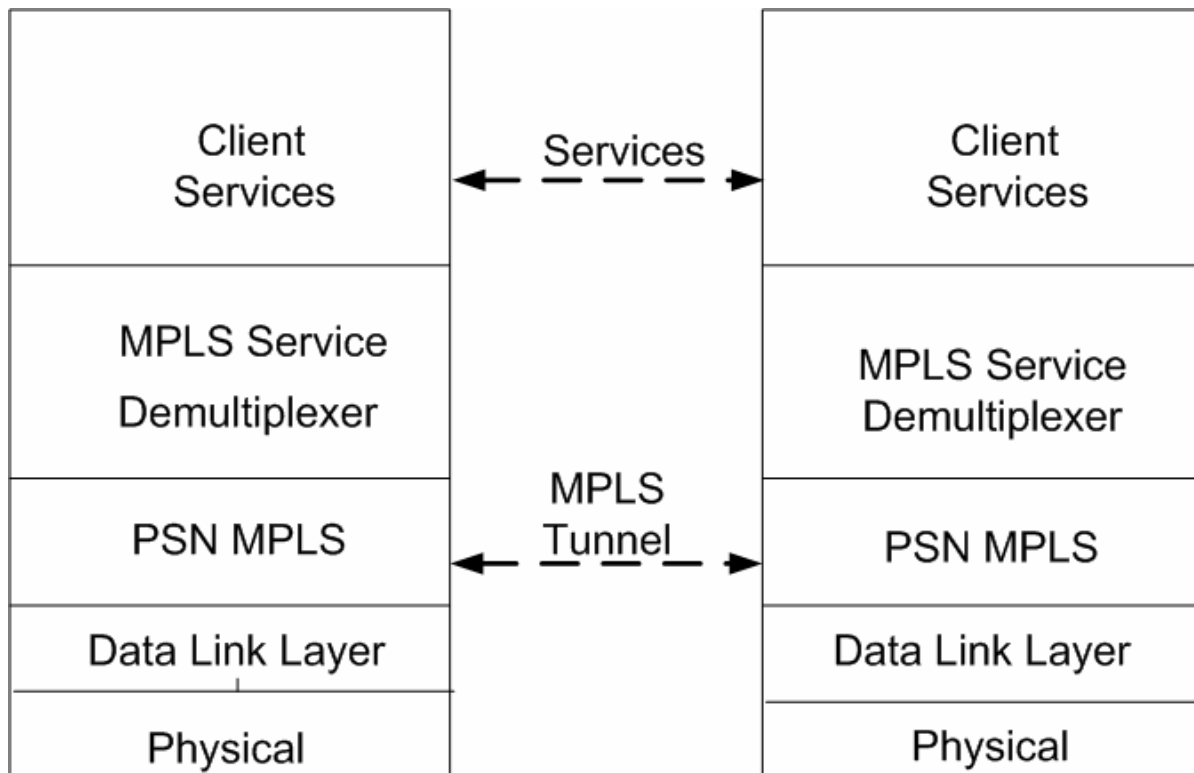 Client
Services
Services
Client
Services
MPLS Service
Demultiplexer
MPLS Service
Demultiplexer
MPLS
Tunnel
PSN MPLS
PSN MPLS
Data Link Layer
Data Link Layer
Physical
Physical